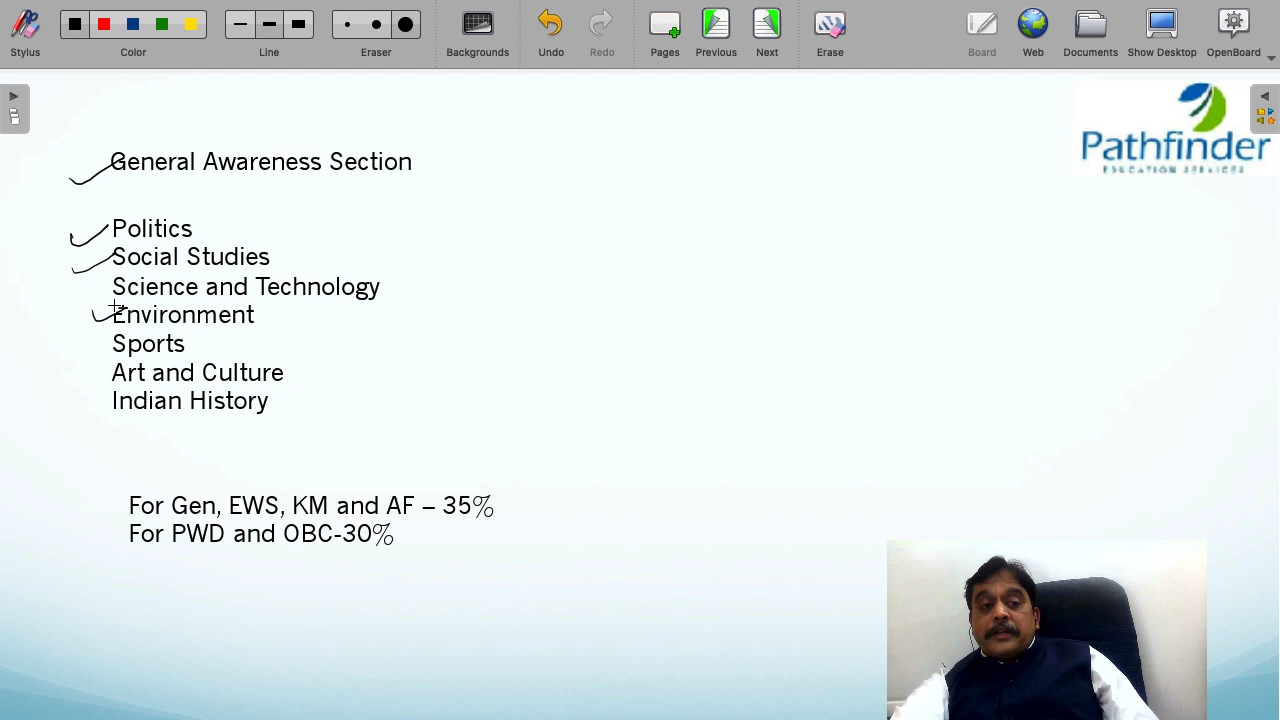 Stylus Color Line Eraser Backgrounds Undo Redo Pages Previous Next Erase Board Web Documents Show Desktop OpenBoard
Pathfinder
EDUCATION SERVICES
General Awareness Section
Politics
Social Studies
Science and Technology
Environment
Sports
Art and Culture
Indian History
For Gen, EWS, KM and AF – 35%
For PWD and OBC-30%